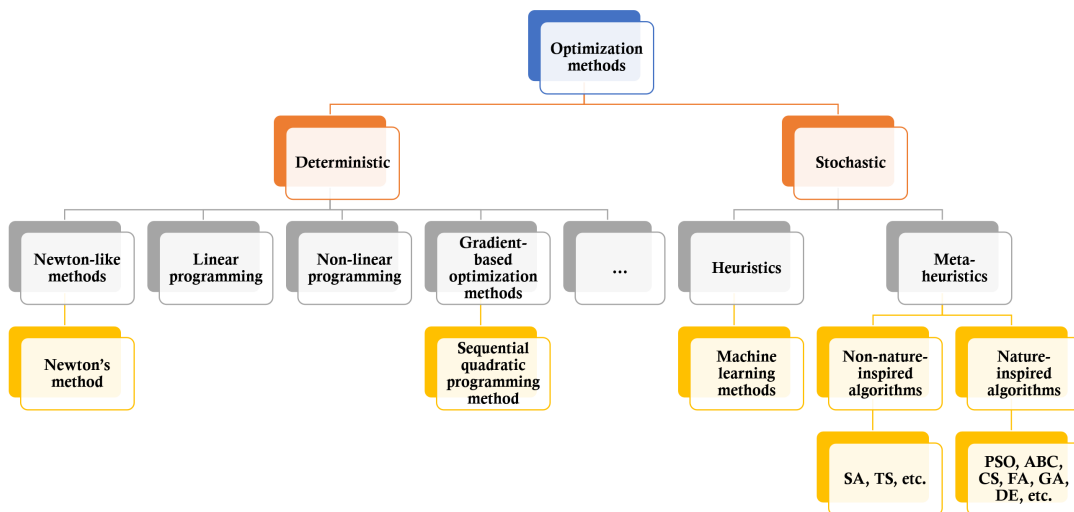 Optimization
methods
Deterministic
Stochastic
Newton-like
methods
Linear
programming
Non-linear
programming
Gradient-
based
optimization
methods
...
Heuristics
Meta-
heuristics
Newton's
method
Sequential
quadratic
programming
method
Machine
learning
methods
Non-nature-
inspired
algorithms
Nature-
inspired
algorithms
SA, TS, etc.
PSO, ABC,
CS, FA, GA,
DE, etc.